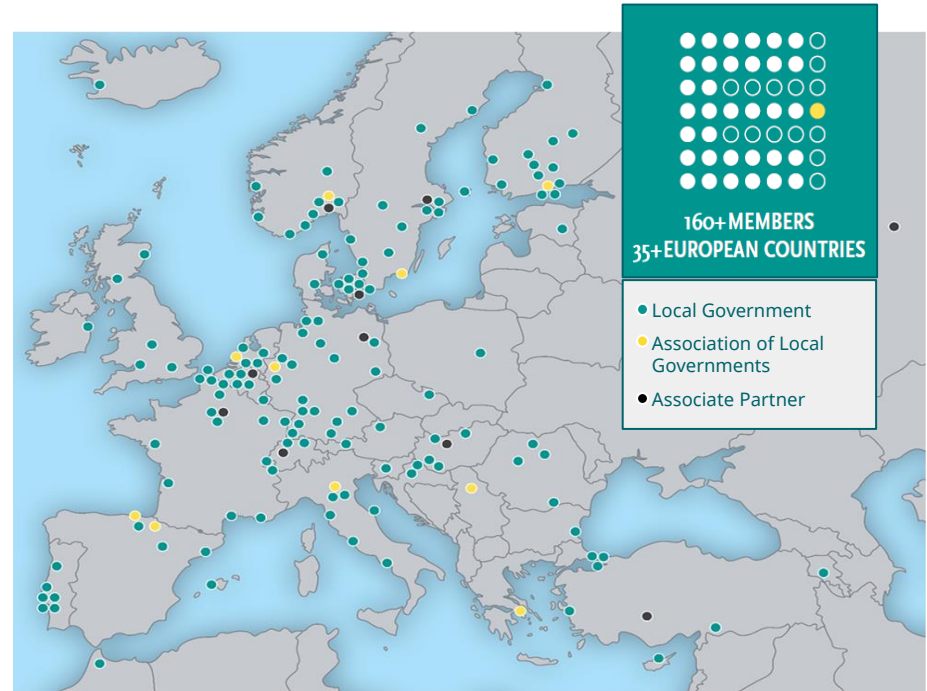 160+MEMBERS
35+EUROPEAN COUNTRIES
Local Government
Association of Local
Governments
Associate Partner